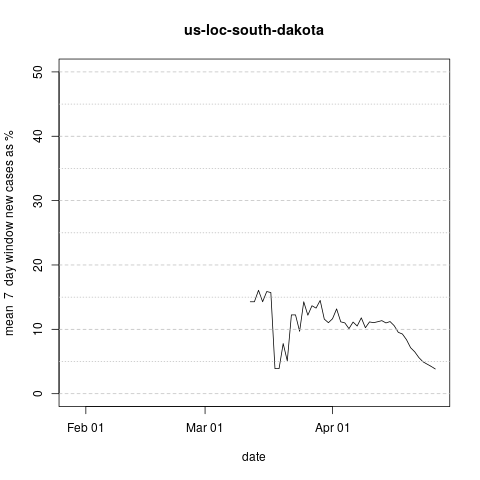 us-loc-south-dakota
mean 7 day window new cases as %
50
40
30
20
10
0
Feb 01
Mar 01
Apr 01
date